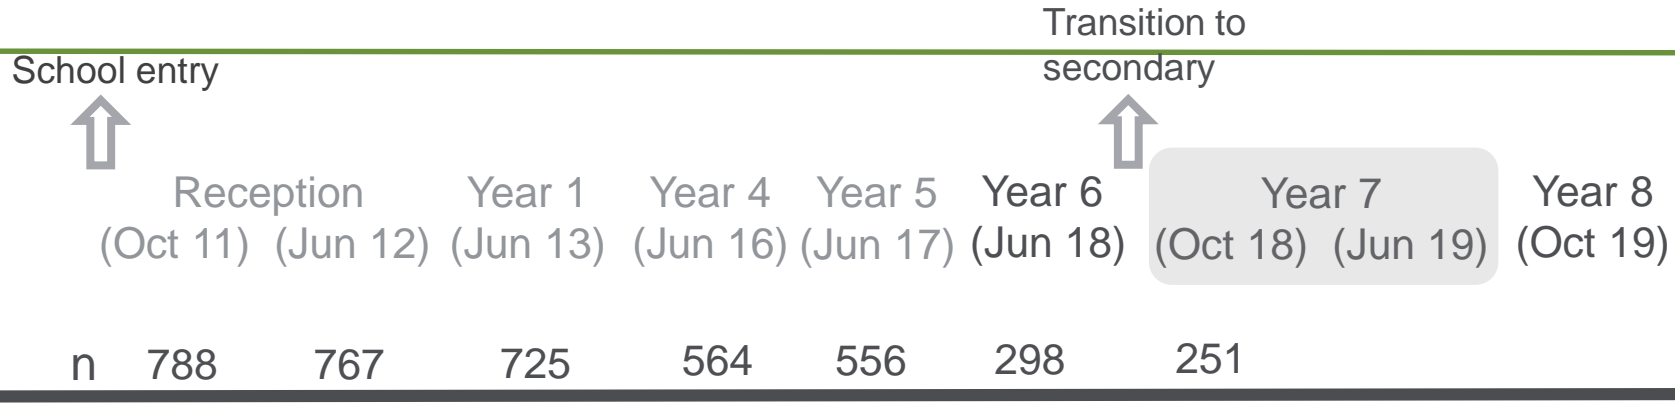 Transition to
secondary
School entry
Reception Year 1 Year 4 Year 5 Year 6 Year 7 Year 8
(Oct 11) (Jun 12) (Jun 13) (Jun 16) (Jun 17) (Jun 18) (Oct 18) (Jun 19) (Oct 19)
n 788 767 725 564 556 298 251